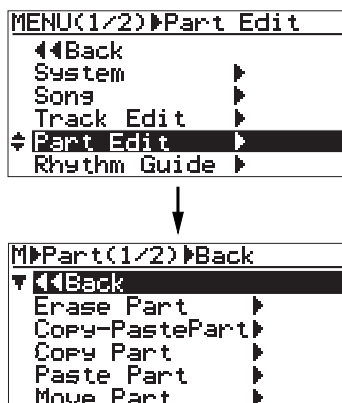 MENU(1/2)▶Part Edit
◀◀Back
System ▶
Song ▶
Track Edit ▶
Part Edit ▶
Rhythm Guide ▶
M▶Part(1/2)▶Back
◀◀Back
Erase Part ▶
Copy-PastePart▶
Copy Part ▶
Paste Part ▶
Move Part ▶